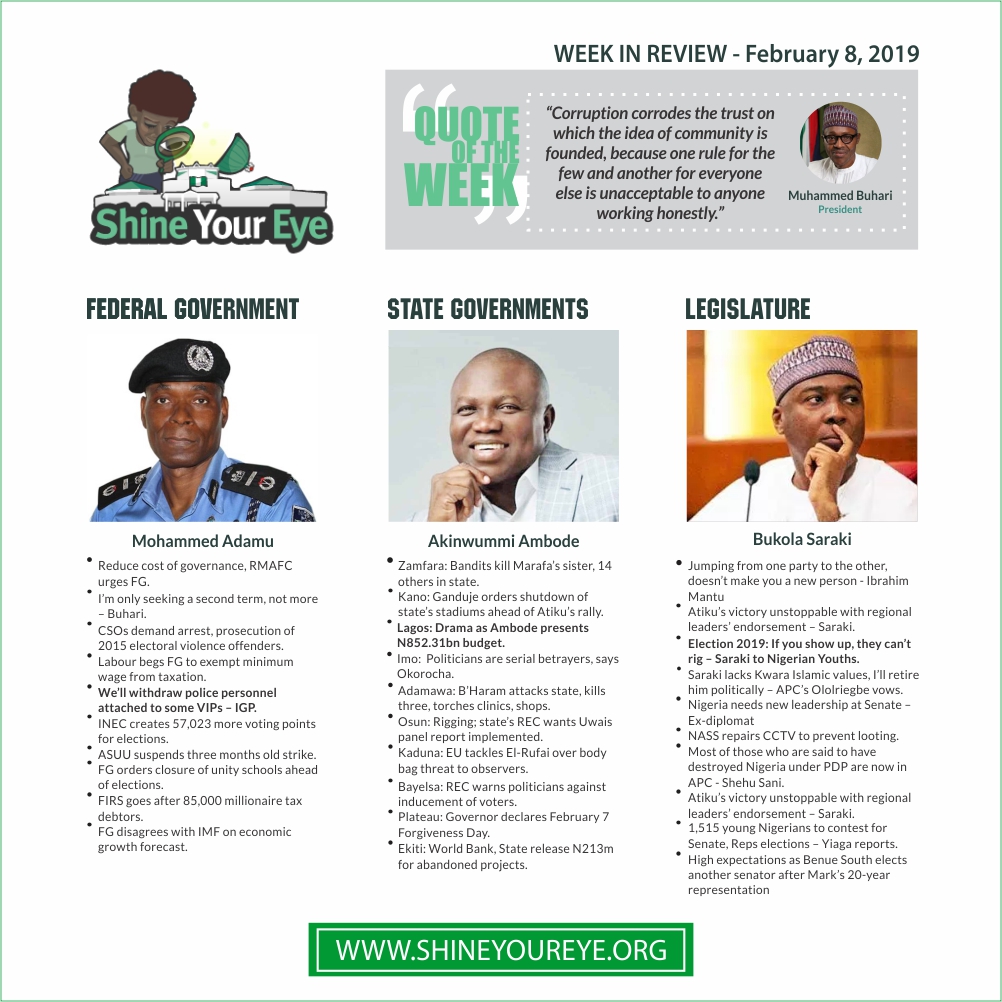 WEEK IN REVIEW - February 8, 2019
Shine Your Eye
QUOTE
OF THE
WEEK
“Corruption corrodes the trust on
which the idea of community is
founded, because one rule for the
few and another for everyone
else is unacceptable to anyone
working honestly.”
Muhammed Buhari
President
FEDERAL GOVERNMENT
Mohammed Adamu
• Reduce cost of governance, RMAFC
urges FG.
• I’m only seeking a second term, not more
– Buhari.
• CSOs demand arrest, prosecution of
2015 electoral violence offenders.
• Labour begs FG to exempt minimum
wage from taxation.
• We’ll withdraw police personnel
attached to some VIPs – IGP.
• INEC creates 57,023 more voting points
for elections.
• ASUU suspends three months old strike.
• FG orders closure of unity schools ahead
of elections.
• FIRS goes after 85,000 millionaire tax
debtors.
• FG disagrees with IMF on economic
growth forecast.
STATE GOVERNMENTS
Akinwummi Ambode
• Zamfara: Bandits kill Marafa’s sister, 14
others in state.
• Kano: Ganduje orders shutdown of
state’s stadiums ahead of Atiku’s rally.
• Lagos: Drama as Ambode presents
N852.31bn budget.
• Imo: Politicians are serial betrayers, says
Okorocha.
• Adamawa: B’Haram attacks state, kills
three, torches clinics, shops.
• Osun: Rigging; state’s REC wants Uwais
panel report implemented.
• Kaduna: EU tackles El-Rufai over body
bag threat to observers.
• Bayelsa: REC warns politicians against
inducement of voters.
• Plateau: Governor declares February 7
Forgiveness Day.
• Ekiti: World Bank, State release N213m
for abandoned projects.
LEGISLATURE
Bukola Saraki
• Jumping from one party to the other,
doesn’t make you a new person - Ibrahim
Mantu
• Atiku’s victory unstoppable with regional
leaders’ endorsement – Saraki.
• Election 2019: If you show up, they can’t
rig – Saraki to Nigerian Youths.
• Saraki lacks Kwara Islamic values, I’ll retire
him politically – APC’s Ololriegbe vows.
• Nigeria needs new leadership at Senate –
Ex-diplomat
• NASS repairs CCTV to prevent looting.
• Most of those who are said to have
destroyed Nigeria under PDP are now in
APC - Shehu Sani.
• Atiku’s victory unstoppable with regional
leaders’ endorsement – Saraki.
• 1,515 young Nigerians to contest for
Senate, Reps elections – Yiaga reports.
• High expectations as Benue South elects
another senator after Mark’s 20-year
representation
WWW.SHINEYOUREYE.ORG